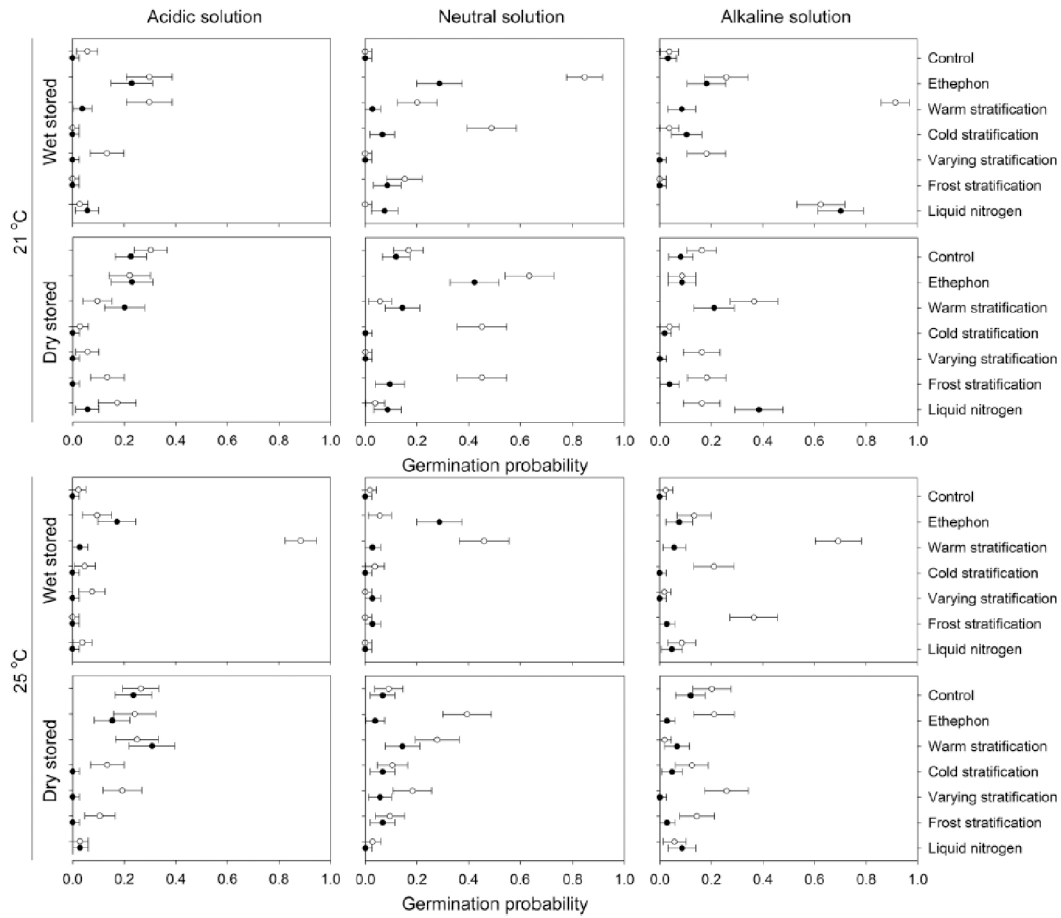 Acidic solution Neutral solution Alkaline solution
21 °C
Wet stored
Control
Ethephon
Warm stratification
Cold stratification
Varying stratification
Frost stratification
Liquid nitrogen
Dry stored
Control
Ethephon
Warm stratification
Cold stratification
Varying stratification
Frost stratification
Liquid nitrogen
0.0 0.2 0.4 0.6 0.8 1.0 0.0 0.2 0.4 0.6 0.8 1.0 0.0 0.2 0.4 0.6 0.8 1.0
Germination probability
25 °C
Wet stored
Control
Ethephon
Warm stratification
Cold stratification
Varying stratification
Frost stratification
Liquid nitrogen
Dry stored
Control
Ethephon
Warm stratification
Cold stratification
Varying stratification
Frost stratification
Liquid nitrogen
0.0 0.2 0.4 0.6 0.8 1.0 0.0 0.2 0.4 0.6 0.8 1.0 0.0 0.2 0.4 0.6 0.8 1.0
Germination probability